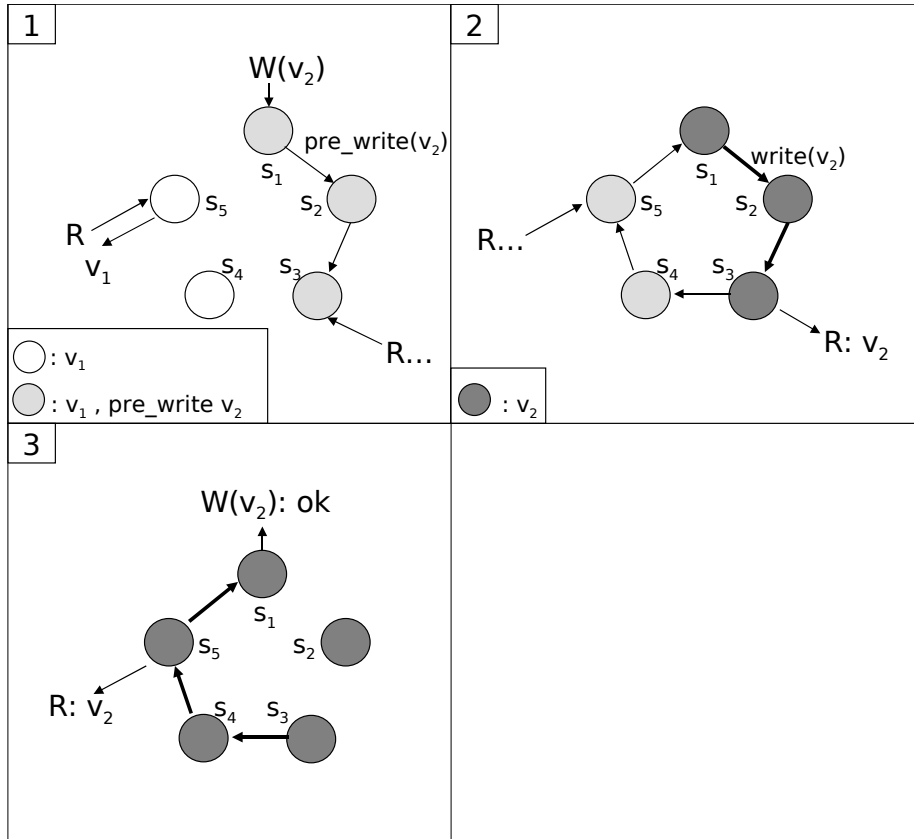 1
W(v₂)
pre_write(v₂)
s₁
s₂
s₅
R
v₁
s₄
s₃
R...
: v₁
: v₁ , pre_write v₂
2
write(v₂)
s₁
s₂
s₅
R...
s₄
s₃
R: v₂
: v₂
3
W(v₂): ok
s₁
s₂
s₅
R: v₂
s₄
s₃